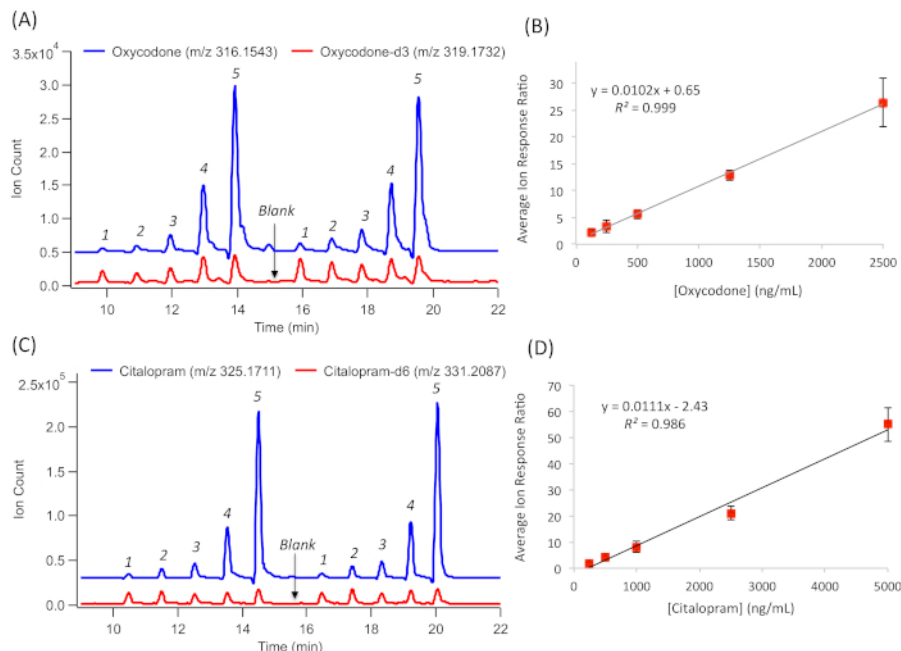 (A)
3.5x10⁴
Oxycodone (m/z 316.1543) Oxycodone-d3 (m/z 319.1732)
3.0
2.5
2.0
1.5
1.0
0.5
0.0
Ion Count
1 2 3 4 5 Blank 1 2 3 4 5
10 12 14 16 18 20 22
Time (min)
(B)
y = 0.0102x + 0.65
R² = 0.999
Average Ion Response Ratio
30
25
20
15
10
5
0
0 500 1000 1500 2000 2500
[Oxycodone] (ng/mL)
(C)
2.5x10⁵
Citalopram (m/z 325.1711) Citalopram-d6 (m/z 331.2087)
2.0
1.5
1.0
0.5
0.0
Ion Count
1 2 3 4 5 Blank 1 2 3 4 5
10 12 14 16 18 20 22
Time (min)
(D)
y = 0.0111x - 2.43
R² = 0.986
Average Ion Response Ratio
70
60
50
40
30
20
10
0
0 1000 2000 3000 4000 5000
[Citalopram] (ng/mL)